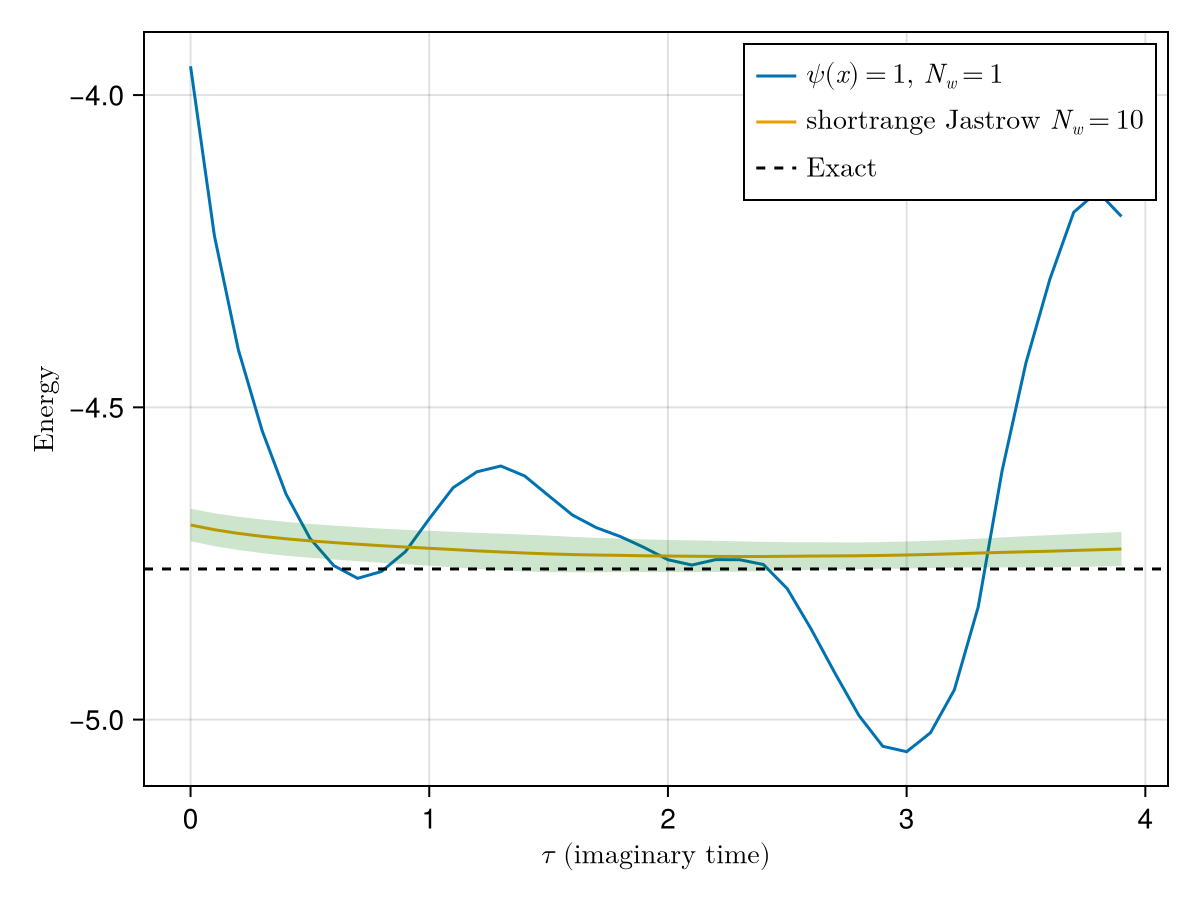 ψ(x) = 1, N_w = 1
shortrange Jastrow N_w = 10
Exact
−4.0
−4.5
−5.0
Energy
0 1 2 3 4
τ (imaginary time)